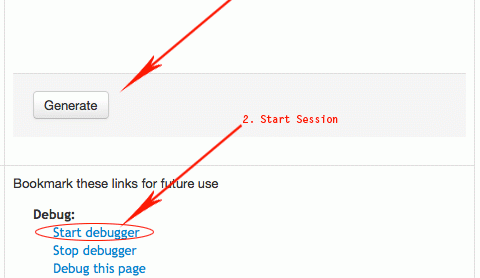 Generate
2. Start Session
Bookmark these links for future use
Debug:
Start debugger
Stop debugger
Debug this page